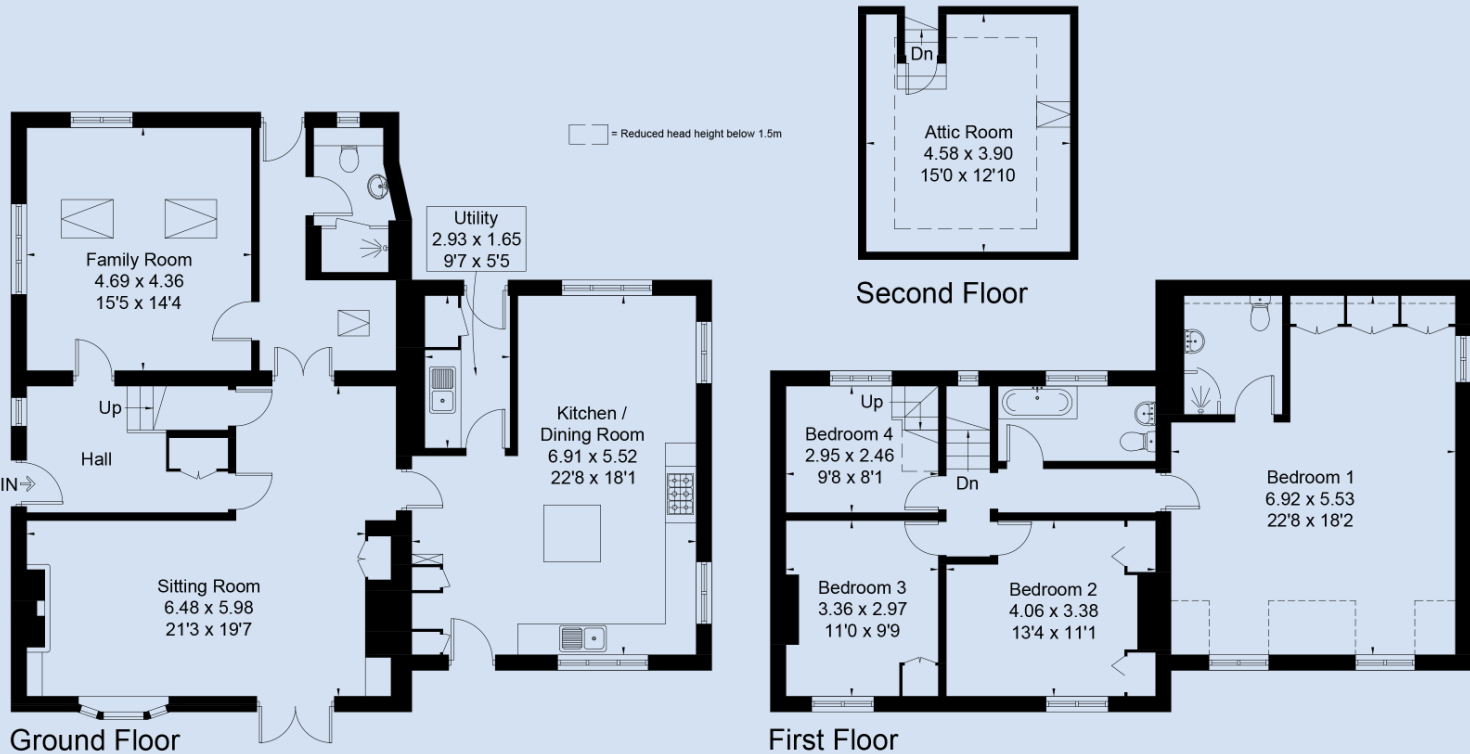 Family Room
4.69 x 4.36
15'5 x 14'4
Utility
2.93 x 1.65
9'7 x 5'5
Up
Hall
IN
Kitchen /
Dining Room
6.91 x 5.52
22'8 x 18'1
Sitting Room
6.48 x 5.98
21'3 x 19'7
Ground Floor
= Reduced head height below 1.5m
Dn
Attic Room
4.58 x 3.90
15'0 x 12'10
Second Floor
Up
Bedroom 4
2.95 x 2.46
9'8 x 8'1
Dn
Bedroom 1
6.92 x 5.53
22'8 x 18'2
Bedroom 3
3.36 x 2.97
11'0 x 9'9
Bedroom 2
4.06 x 3.38
13'4 x 11'1
First Floor